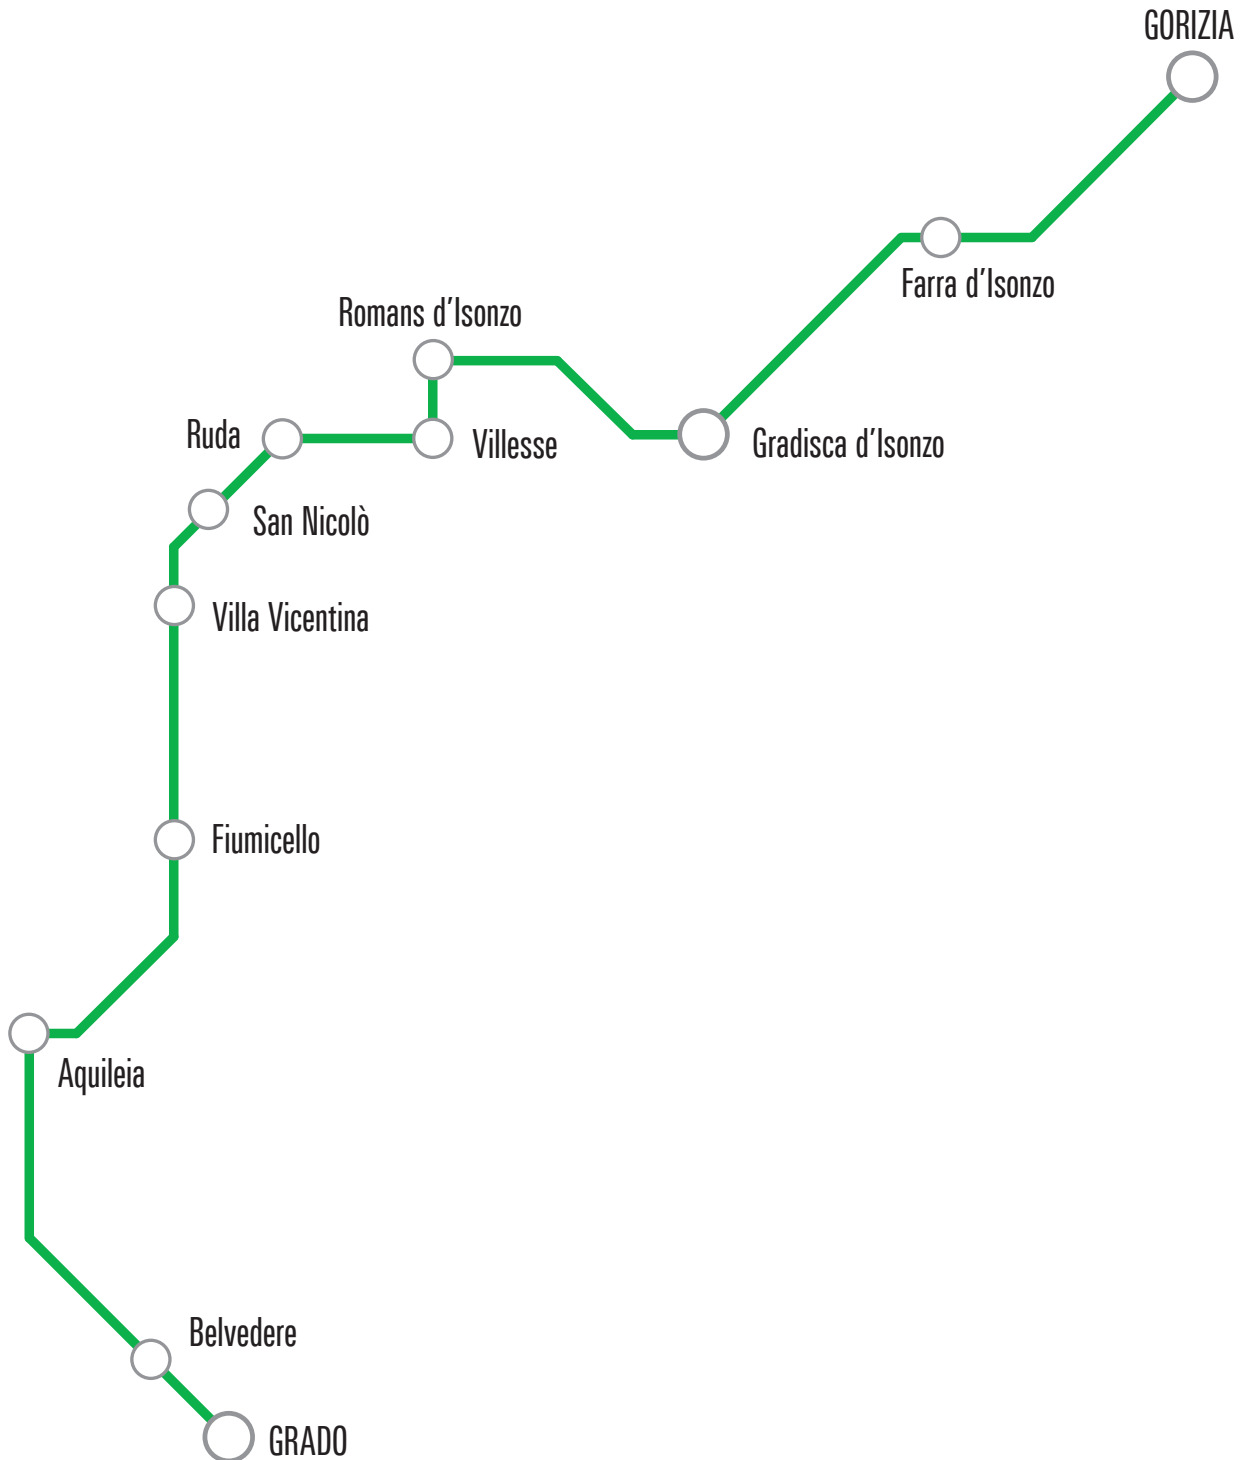 GORIZIA
Farra d'Isonzo
Romans d'Isonzo
Ruda
Villesse
Gradisca d'Isonzo
San Nicolò
Villa Vicentina
Fiumicello
Aquileia
Belvedere
GRADO